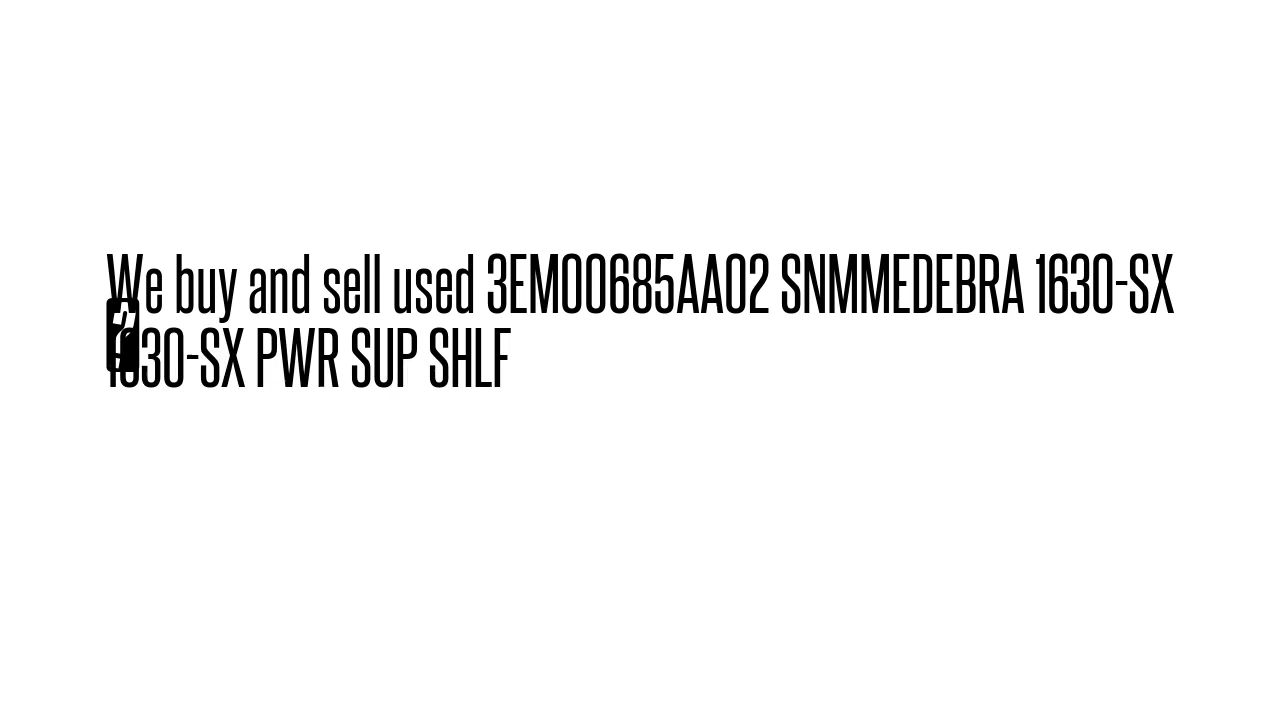 We buy and sell used 3EM00685AA02 SNMMEDEBRA 1630-SX
1630-SX PWR SUP SHLF